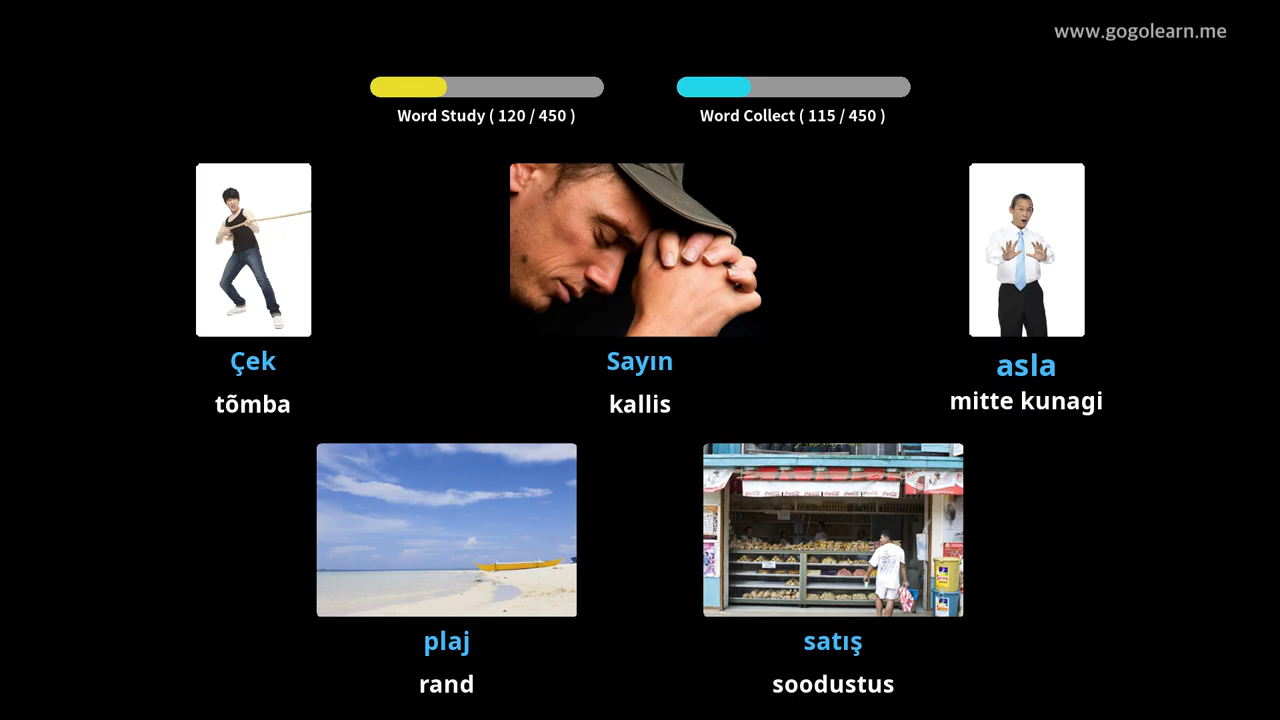 www.gogolearn.me
Word Study ( 120 / 450 )
Word Collect ( 115 / 450 )
Çek
tõmba
Sayın
kallis
asla
mitte kunagi
plaj
rand
satış
soodustus